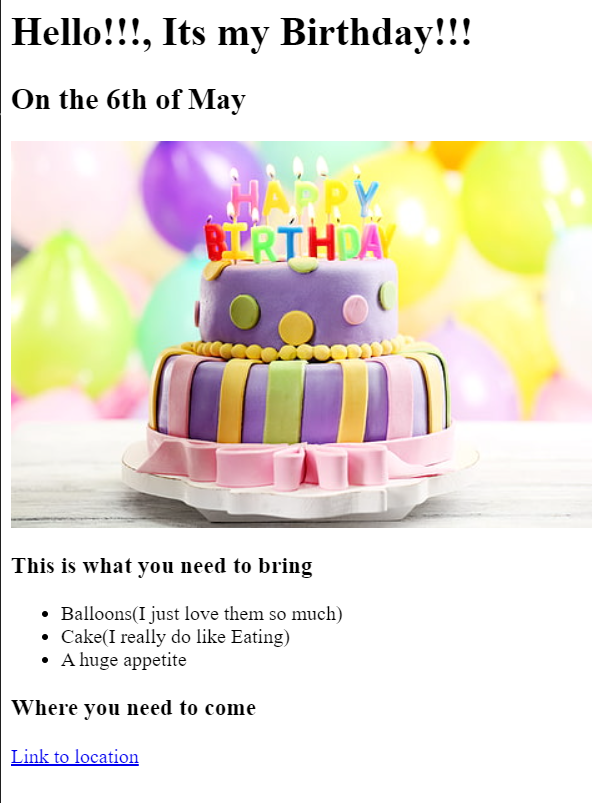 Hello!!!, Its my Birthday!!!
On the 6th of May
HAPPY
BIRTHDAY
This is what you need to bring
Balloons(I just love them so much)
Cake(I really do like Eating)
A huge appetite
Where you need to come
Link to location